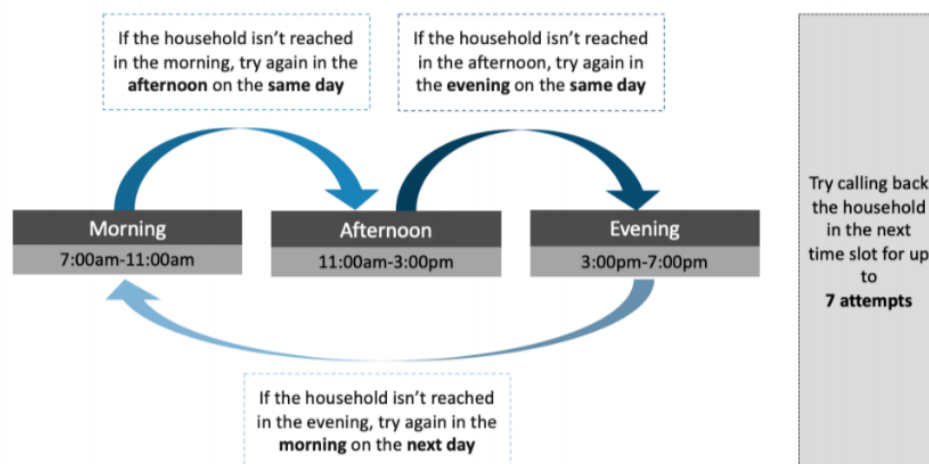 If the household isn't reached
in the morning, try again in the
afternoon on the same day
If the household isn't reached
in the afternoon, try again in
the evening on the same day
Morning
7:00am-11:00am
Afternoon
11:00am-3:00pm
Evening
3:00pm-7:00pm
If the household isn't reached
in the evening, try again in the
morning on the next day
Try calling back
the household
in the next
time slot for up
to
7 attempts